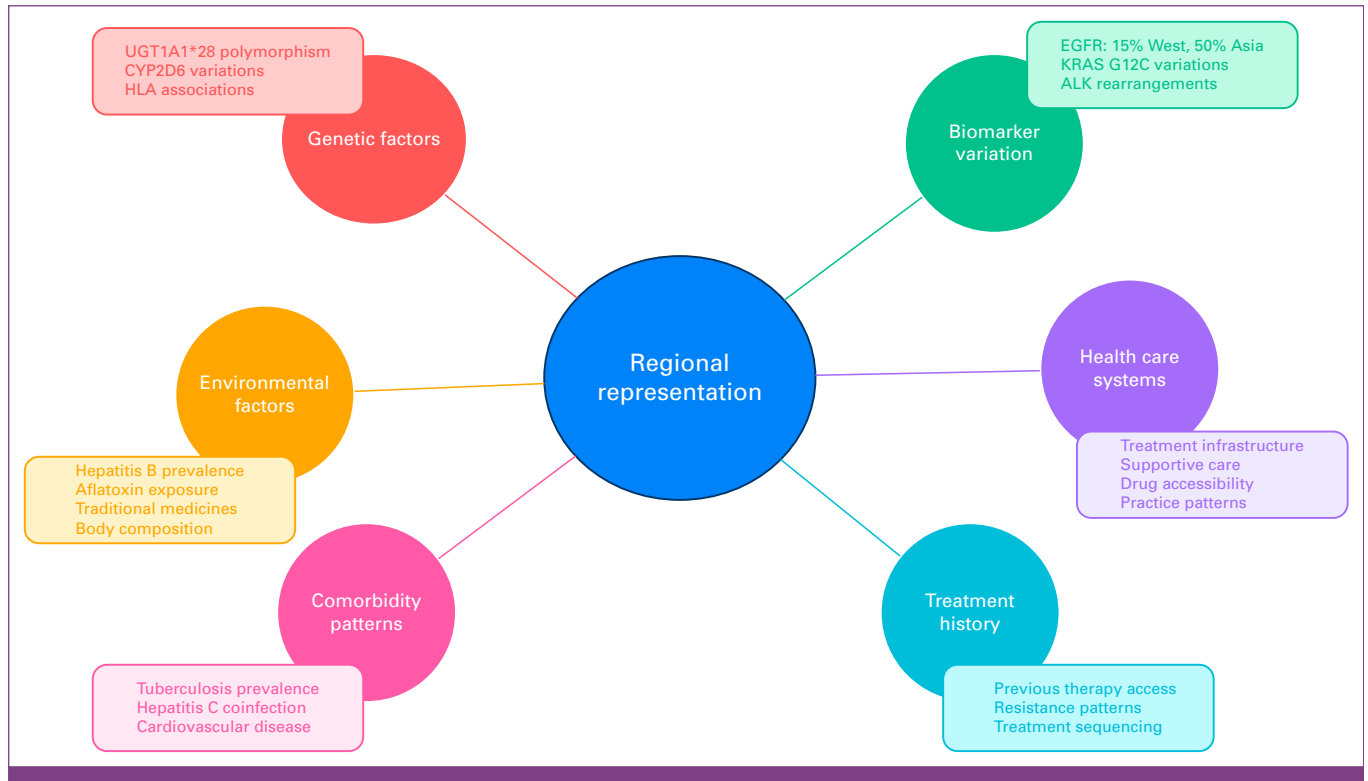 UGT1A1*28 polymorphism
CYP2D6 variations
HLA associations
Genetic factors
EGFR: 15% West, 50% Asia
KRAS G12C variations
ALK rearrangements
Biomarker
variation
Regional
representation
Environmental
factors
Hepatitis B prevalence
Aflatoxin exposure
Traditional medicines
Body composition
Health care
systems
Treatment infrastructure
Supportive care
Drug accessibility
Practice patterns
Comorbidity
patterns
Tuberculosis prevalence
Hepatitis C coinfection
Cardiovascular disease
Treatment
history
Previous therapy access
Resistance patterns
Treatment sequencing